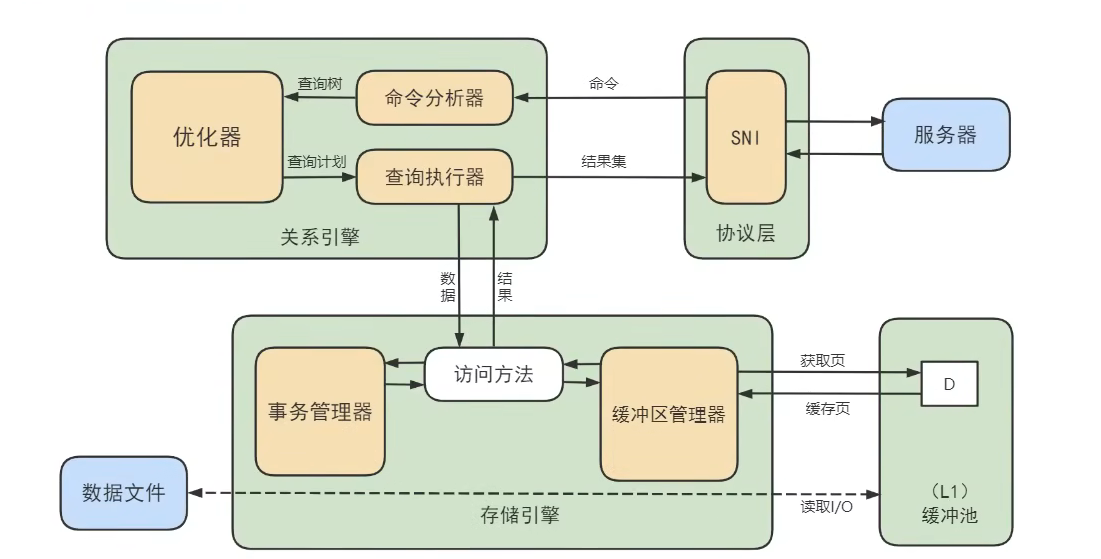 查询树
命令分析器
命令
优化器
SNI
服务器
查询计划
查询执行器
结果集
关系引擎
协议层
数
据
结
果
访问方法
获取页
D
事务管理器
缓冲区管理器
缓存页
数据文件
存储引擎
读取I/O
（L1）
缓冲池